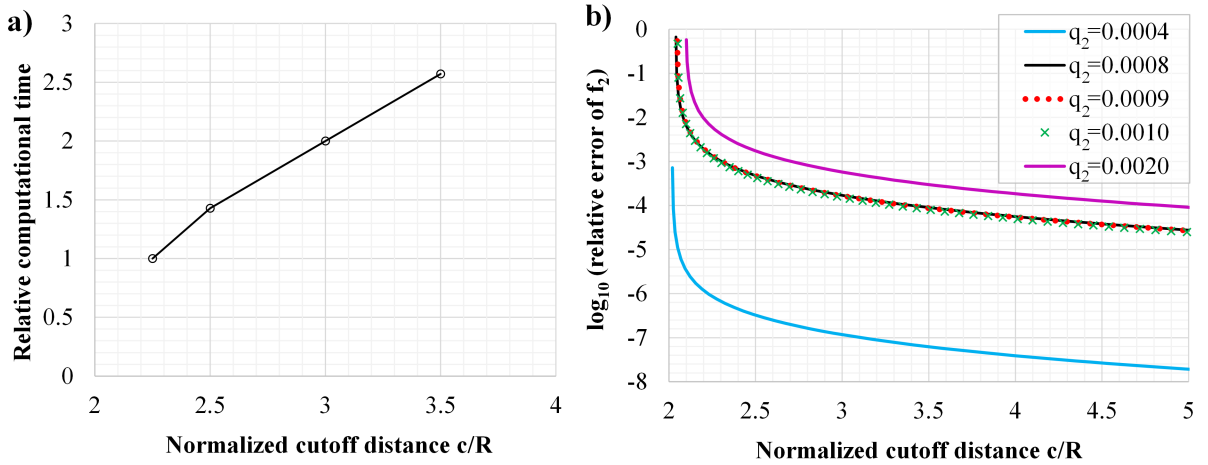 a)
3
2.5
2
1.5
1
0.5
0
2
2.5
3
3.5
4
Relative computational time
Normalized cutoff distance c/R
b)
0
-1
-2
-3
-4
-5
-6
-7
-8
2
2.5
3
3.5
4
4.5
5
log₁₀ (relative error of f₂)
Normalized cutoff distance c/R
q₂=0.0004
q₂=0.0008
q₂=0.0009
q₂=0.0010
q₂=0.0020